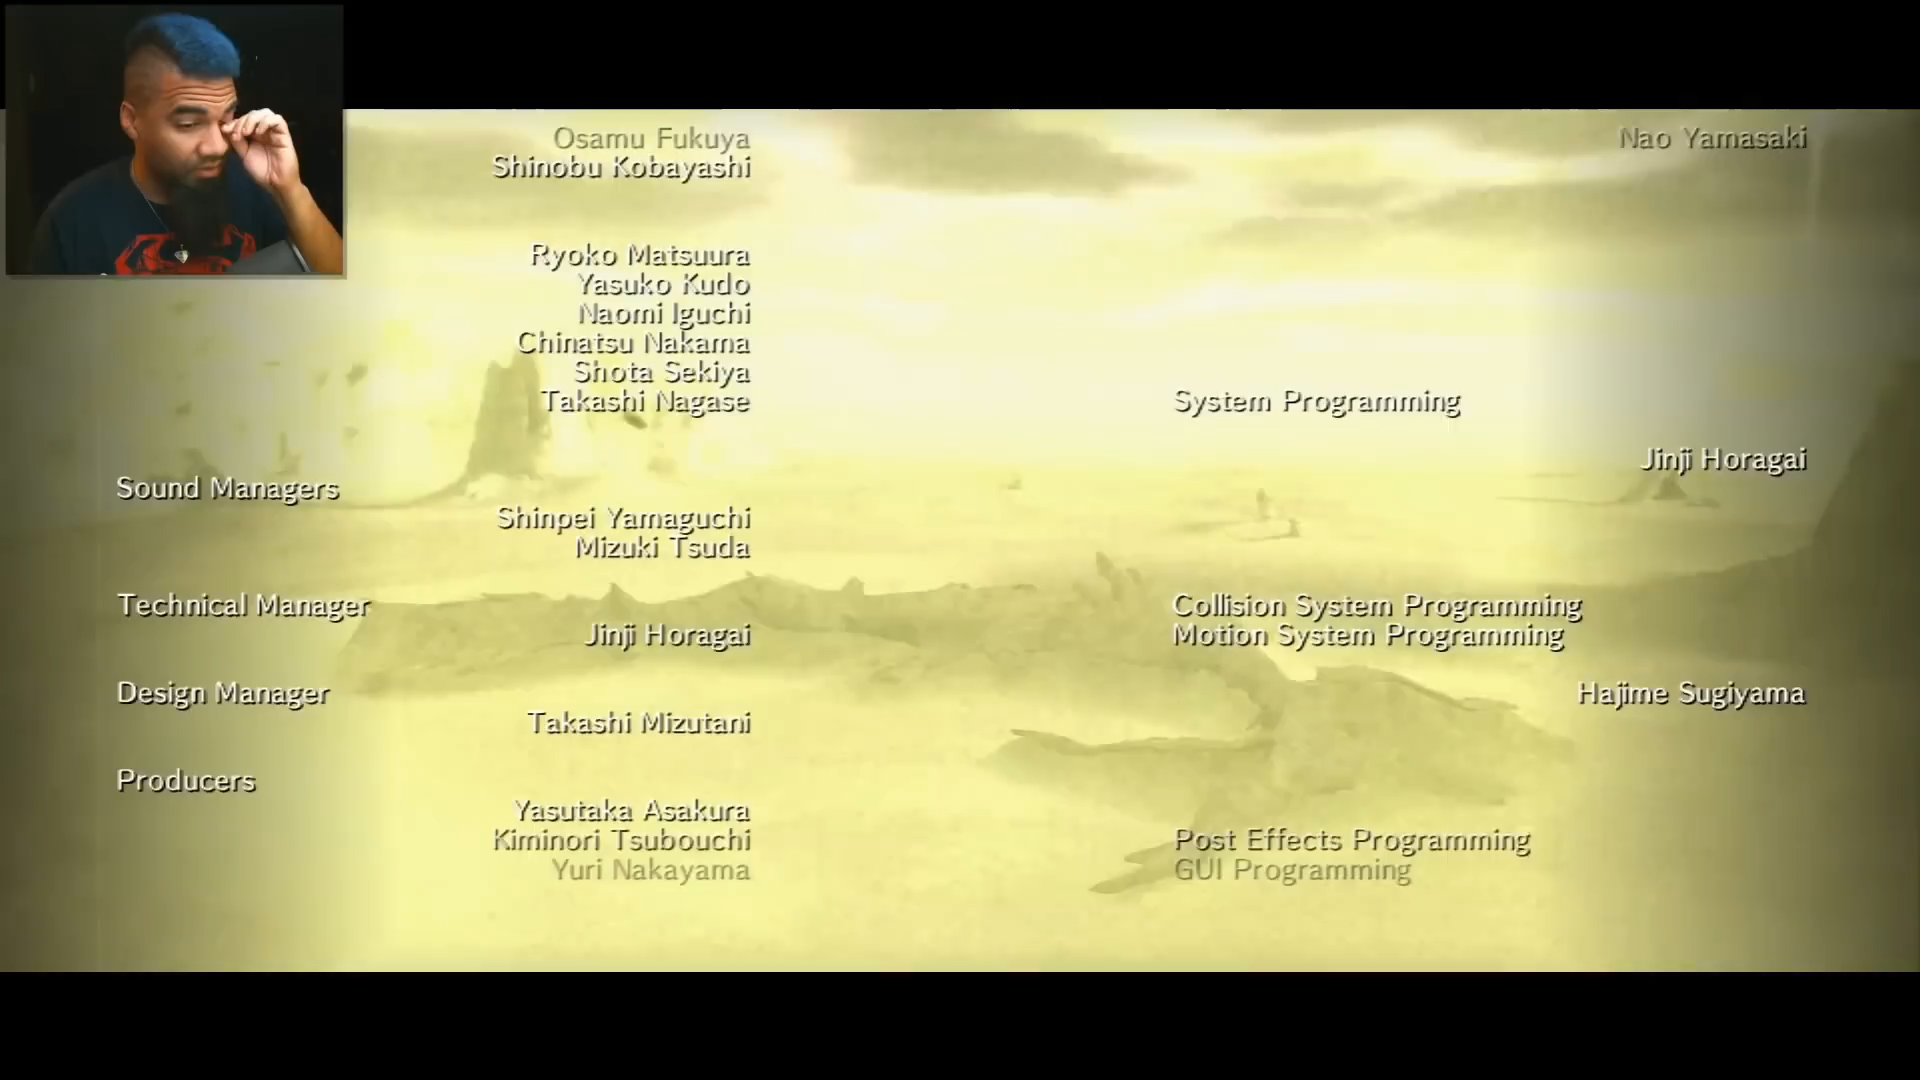 Osamu Fukuya
Shinobu Kobayashi
Ryoko Matsuura
Yasuko Kudo
Naomi Iguchi
Chinatsu Nakama
Shota Sekiya
Takashi Nagase
Sound Managers
Shinpei Yamaguchi
Mizuki Tsuda
Technical Manager
Jinji Horagai
Design Manager
Takashi Mizutani
Producers
Yasutaka Asakura
Kiminori Tsubouchi
Yuri Nakayama
Nao Yamasaki
System Programming
Jinji Horagai
Collision System Programming
Motion System Programming
Hajime Sugiyama
Post Effects Programming
GUI Programming